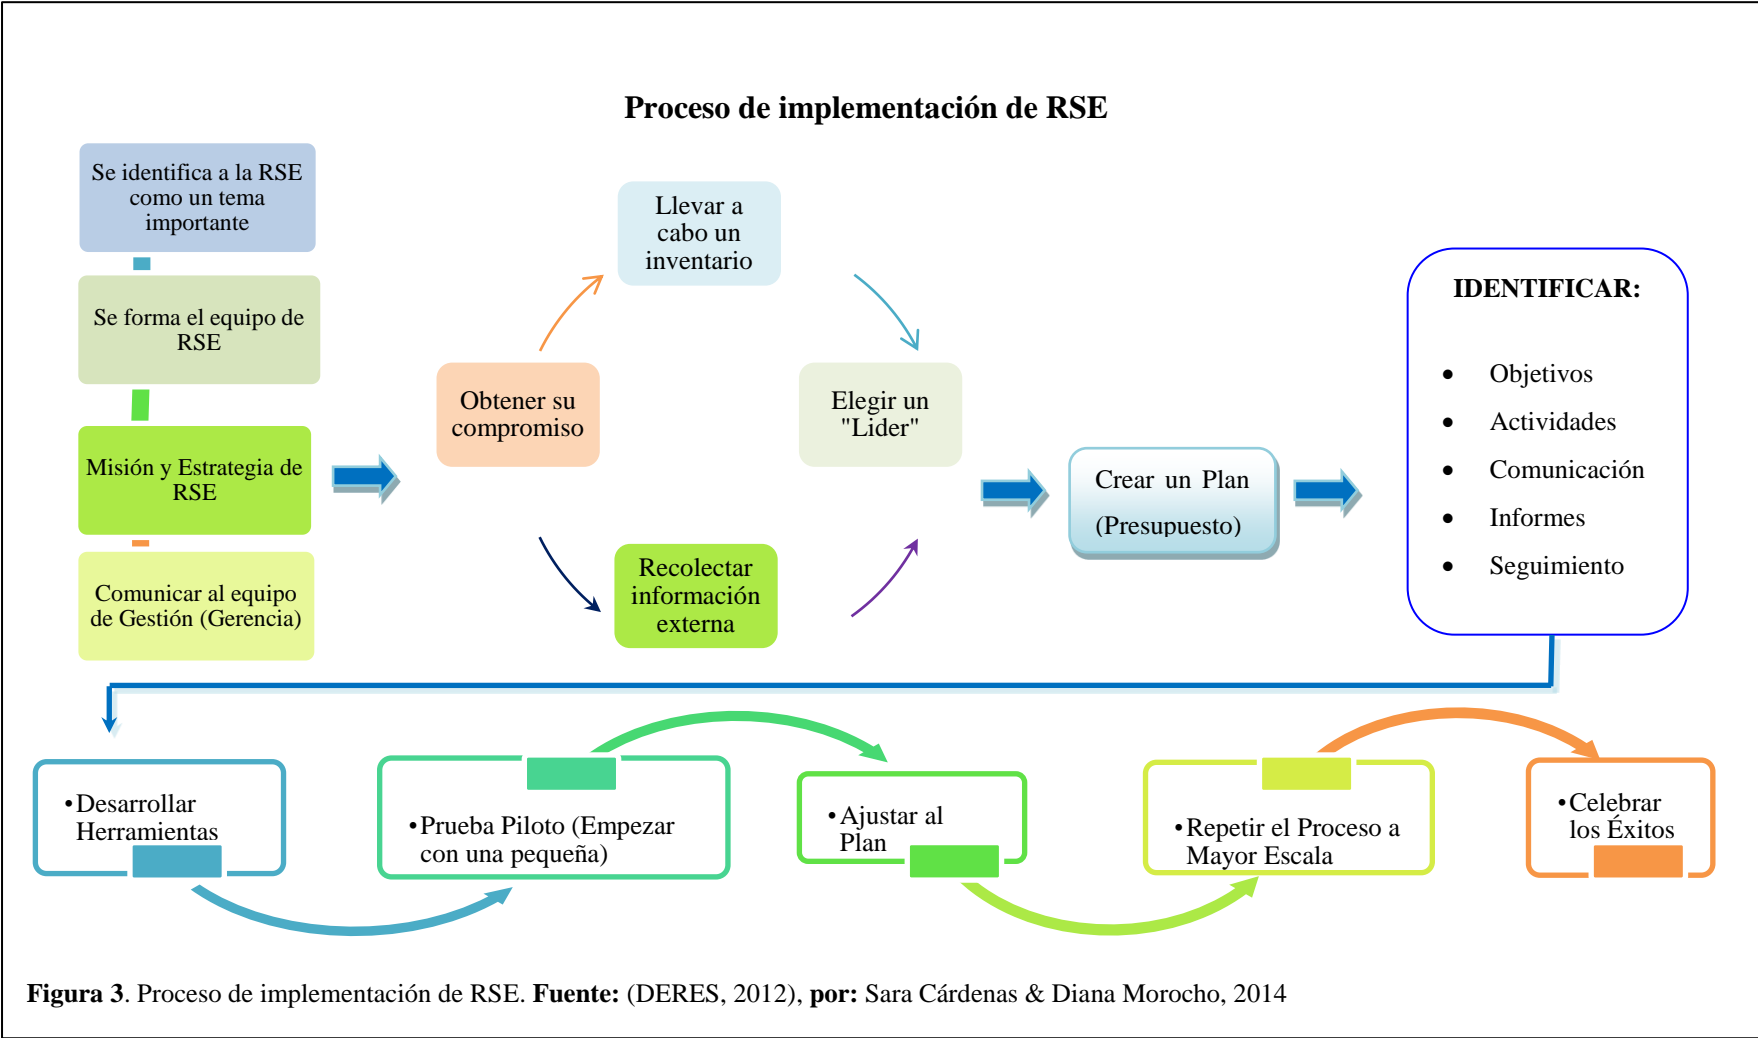 Proceso de implementación de RSE
Se identifica a la RSE
como un tema
importante
Se forma el equipo de
RSE
Misión y Estrategia de
RSE
Comunicar al equipo
de Gestión (Gerencia)
Obtener su
compromiso
Llevar a
cabo un
inventario
Recolectar
información
externa
Elegir un
"Lider"
Crear un Plan
(Presupuesto)
IDENTIFICAR:
• Objetivos
• Actividades
• Comunicación
• Informes
• Seguimiento
•Desarrollar
Herramientas
•Prueba Piloto (Empezar
con una pequeña)
•Ajustar al
Plan
•Repetir el Proceso a
Mayor Escala
•Celebrar
los Éxitos
Figura 3. Proceso de implementación de RSE. Fuente: (DERES, 2012), por: Sara Cárdenas & Diana Morocho, 2014